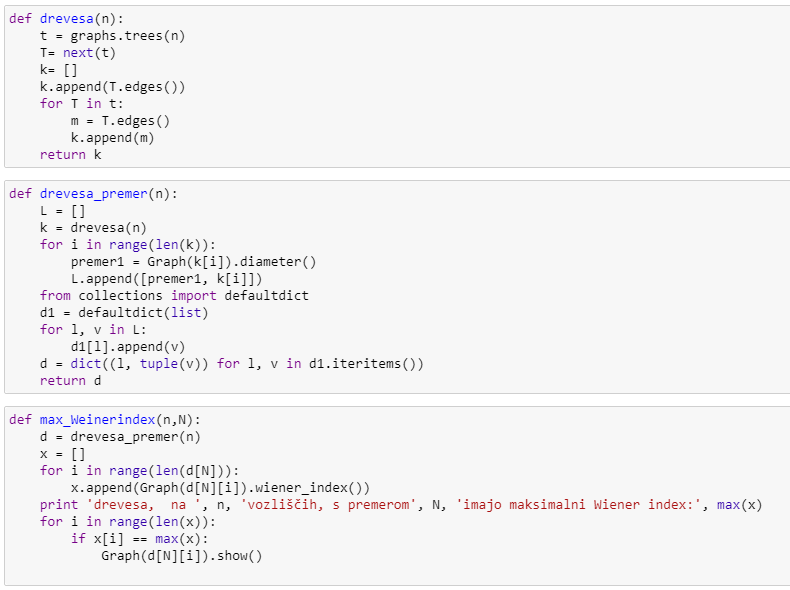 def drevesa(n):
    t = graphs.trees(n)
    T= next(t)
    k= []
    k.append(T.edges())
    for T in t:
        m = T.edges()
        k.append(m)
    return k
def drevesa_premer(n):
    L = []
    k = drevesa(n)
    for i in range(len(k)):
        premer1 = Graph(k[i]).diameter()
        L.append([premer1, k[i]])
    from collections import defaultdict
    d1 = defaultdict(list)
    for l, v in L:
        d1[l].append(v)
    d = dict((l, tuple(v)) for l, v in d1.iteritems())
    return d
def max_Weinerindex(n,N):
    d = drevesa_premer(n)
    x = []
    for i in range(len(d[N])):
        x.append(Graph(d[N][i]).wiener_index())
    print 'drevesa,  na ', n, 'vozliščih, s premerom', N, 'imajo maksimalni Wiener index:', max(x)
    for i in range(len(x)):
        if x[i] == max(x):
            Graph(d[N][i]).show()